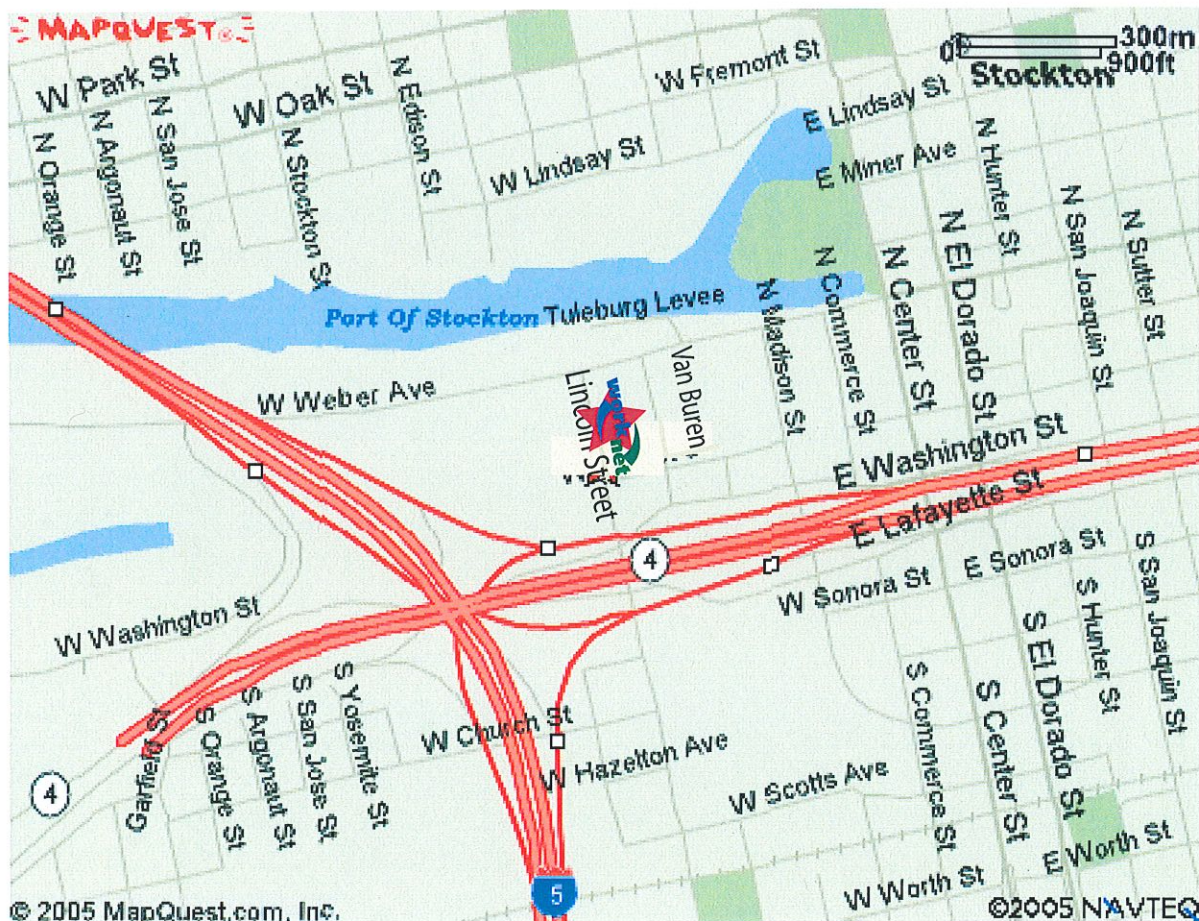 MAPQUEST
300m
0
900ft
Stockton
W Park St
N San Jose St
N Argonaut St
N Orange St
W Oak St
N Stockton St
N Edison St
W Fremont St
W Lindsay St
E Lindsay St
E Miner Ave
N Hunter St
N San Joaquin St
N Sutter St
N El Dorado St
N Center St
N Commerce St
N Madison St
Port Of Stockton
Tuleburg Levee
W Weber Ave
Lincoln Street
work
net
Van Buren
E Washington St
E Lafayette St
4
W Sonora St
E Sonora St
S San Joaquin St
S Hunter St
S El Dorado St
S Center St
S Commerce St
W Washington St
S Yosemite St
S San Jose St
S Argonaut St
S Orange St
Garfield St
4
W Church St
W Hazelton Ave
W Scotts Ave
W Worth St
E Worth St
5
© 2005 MapQuest.com, Inc.
©2005 NAVTEQ